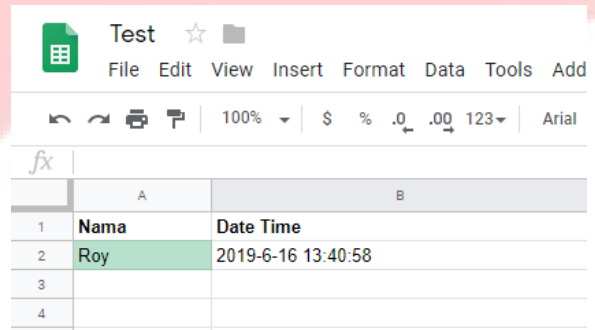 Test
File Edit View Insert Format Data Tools Add
100% $ % .0 .00 123 Arial
fx
A B
1 Nama Date Time
2 Roy 2019-6-16 13:40:58
3
4